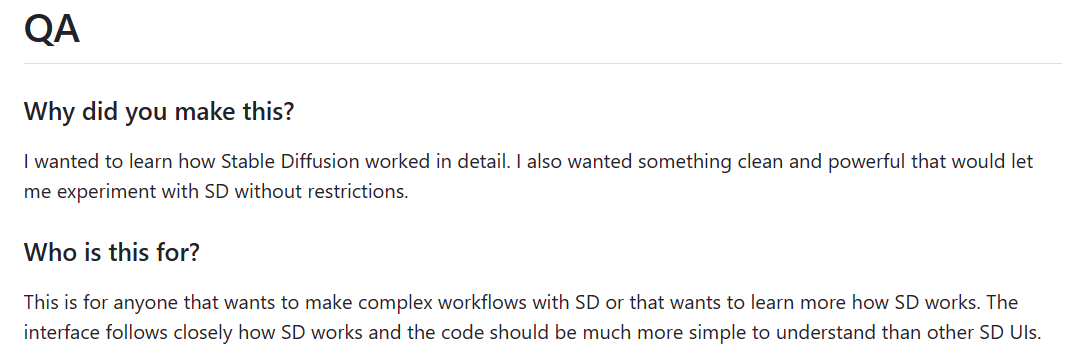 QA
Why did you make this?
I wanted to learn how Stable Diffusion worked in detail. I also wanted something clean and powerful that would let
me experiment with SD without restrictions.
Who is this for?
This is for anyone that wants to make complex workflows with SD or that wants to learn more how SD works. The
interface follows closely how SD works and the code should be much more simple to understand than other SD UIs.